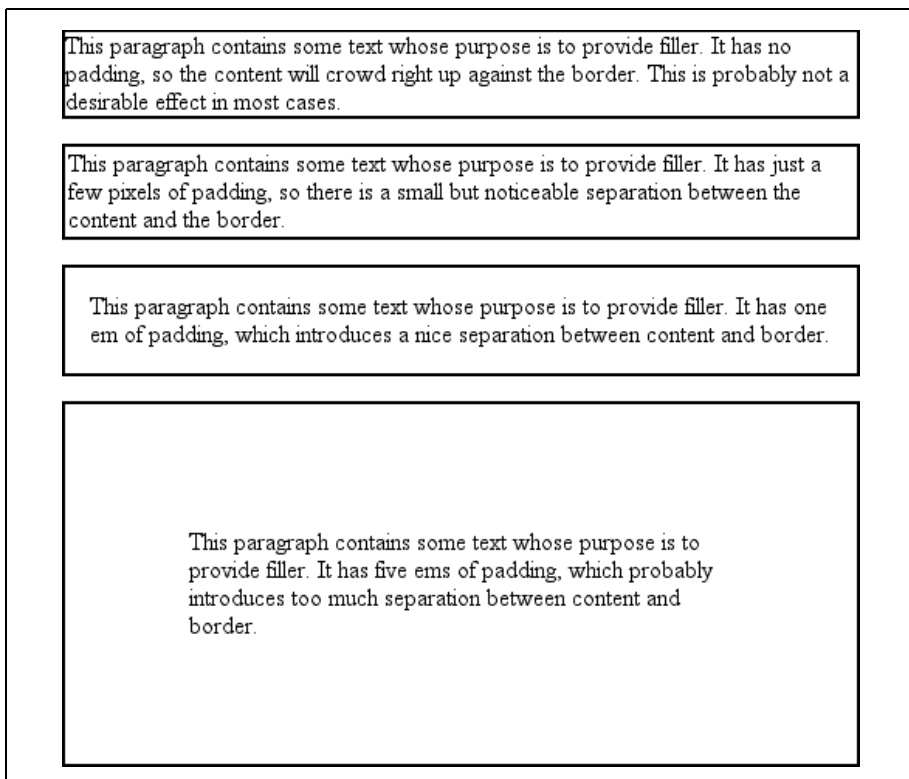 This paragraph contains some text whose purpose is to provide filler. It has no
padding, so the content will crowd right up against the border. This is probably not a
desirable effect in most cases.
This paragraph contains some text whose purpose is to provide filler. It has just a
few pixels of padding, so there is a small but noticeable separation between the
content and the border.
This paragraph contains some text whose purpose is to provide filler. It has one
em of padding, which introduces a nice separation between content and border.
This paragraph contains some text whose purpose is to
provide filler. It has five ems of padding, which probably
introduces too much separation between content and
border.